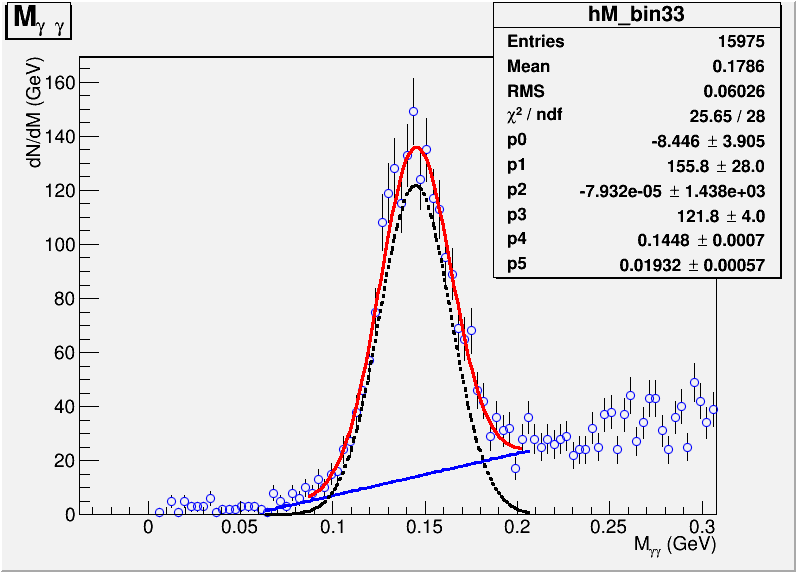 Mγ γ
hM_bin33
Entries 15975
Mean 0.1786
RMS 0.06026
χ² / ndf 25.65 / 28
p0 -8.446 ± 3.905
p1 155.8 ± 28.0
p2 -7.932e-05 ± 1.438e+03
p3 121.8 ± 4.0
p4 0.1448 ± 0.0007
p5 0.01932 ± 0.00057
dN/dM (GeV)
160
140
120
100
80
60
40
20
0
0 0.05 0.1 0.15 0.2 0.25 0.3
Mγγ (GeV)